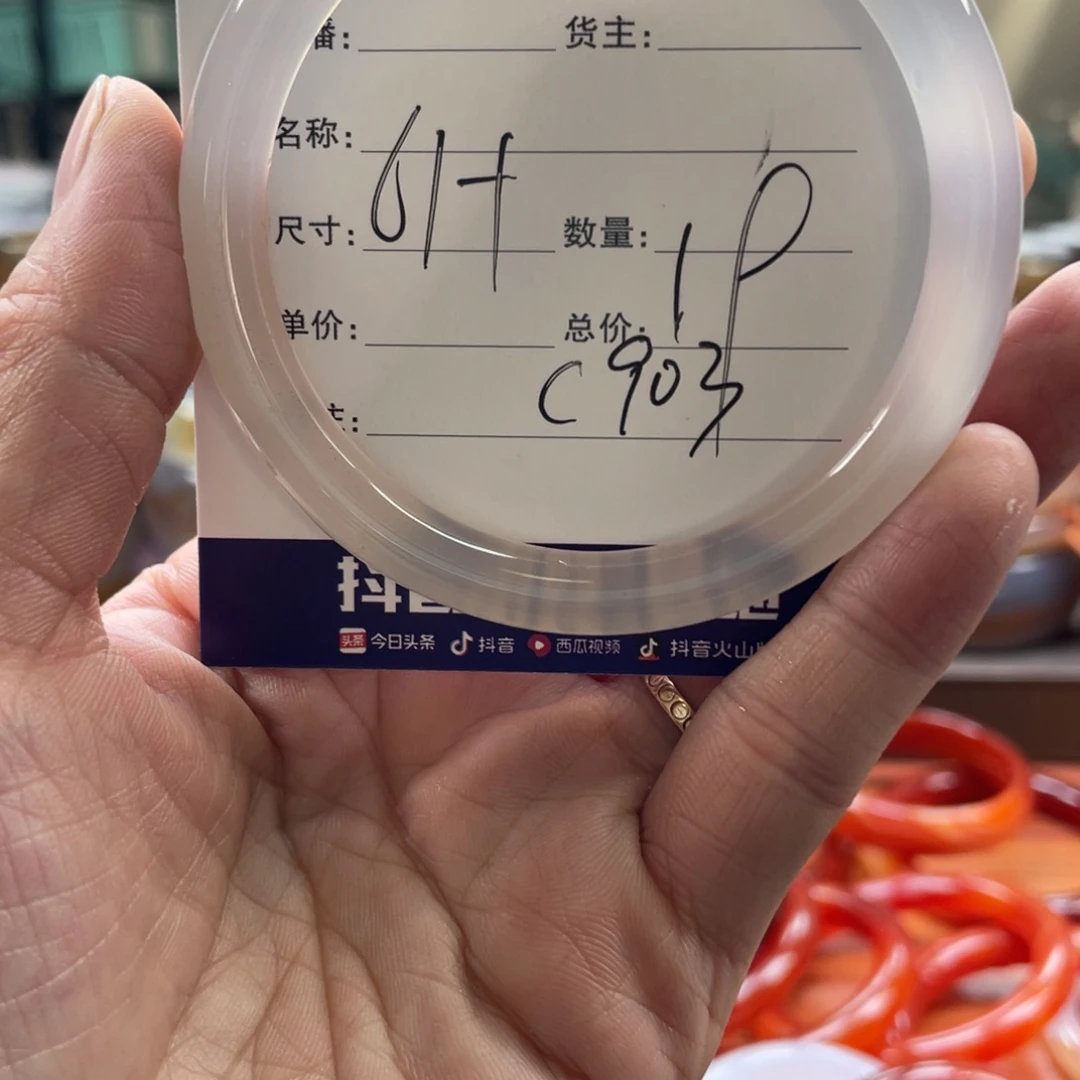 播: 货主:
名称:
61+
尺寸: 数量: 1P
单价: 总价:
C903
抖音
今日头条 抖音 西瓜视频 抖音火山